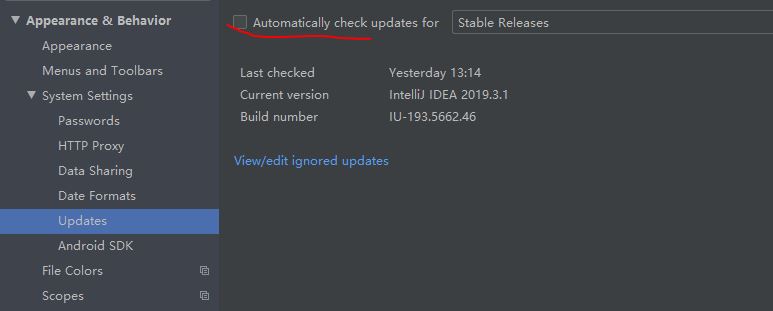 Appearance & Behavior
Appearance
Menus and Toolbars
System Settings
Passwords
HTTP Proxy
Data Sharing
Date Formats
Updates
Android SDK
File Colors
Scopes
Automatically check updates for Stable Releases
Last checked Yesterday 13:14
Current version IntelliJ IDEA 2019.3.1
Build number IU-193.5662.46
View/edit ignored updates